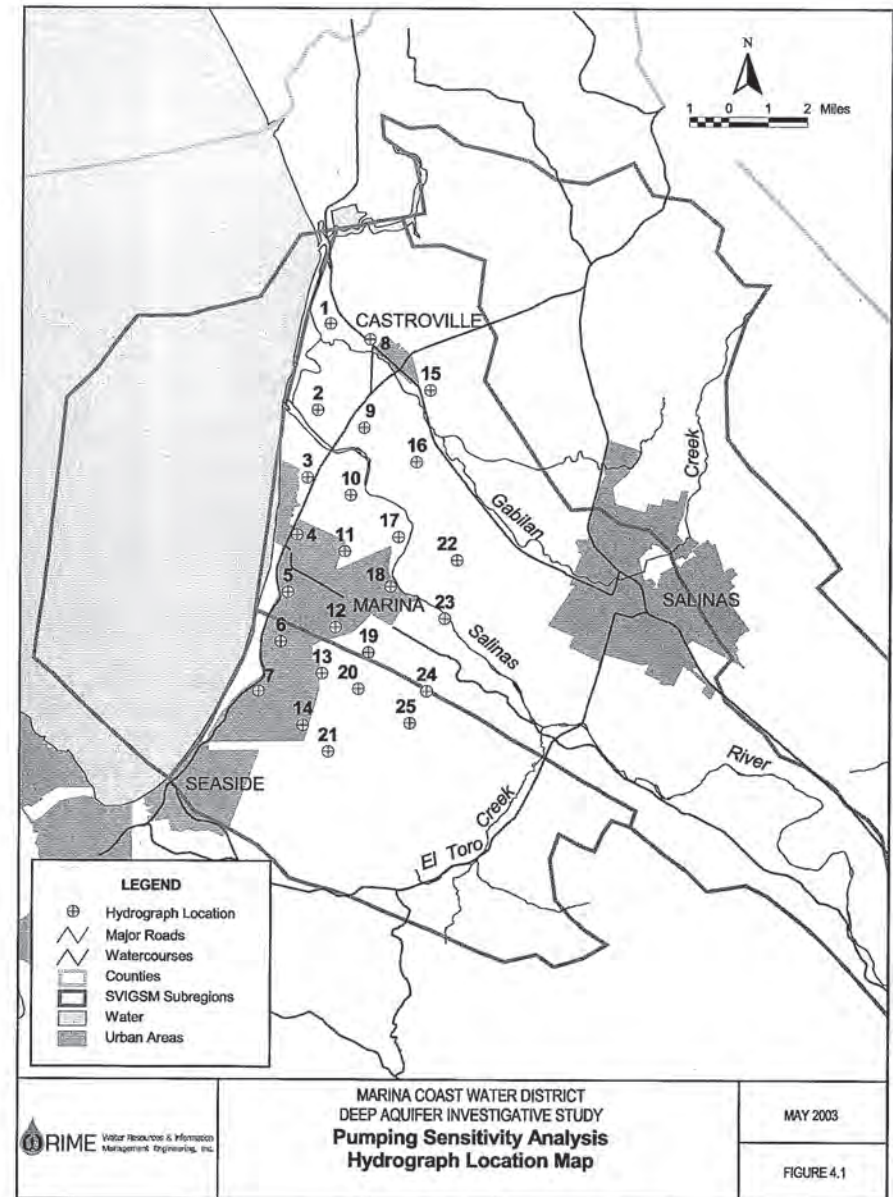 N
1 0 1 2 Miles
1
CASTROVILLE
8
15
2
9
16
3
10
Gabilan
Creek
4
11
17
22
5
18
MARINA
SALINAS
12
23
6
19
Salinas
13
7
20
24
14
25
21
River
SEASIDE
El Toro Creek
LEGEND
Hydrograph Location
Major Roads
Watercourses
Counties
SVIGSM Subregions
Water
Urban Areas
RIME Water Resources & Information
Management Engineering, Inc.
MARINA COAST WATER DISTRICT
DEEP AQUIFER INVESTIGATIVE STUDY
Pumping Sensitivity Analysis
Hydrograph Location Map
MAY 2003
FIGURE 4.1